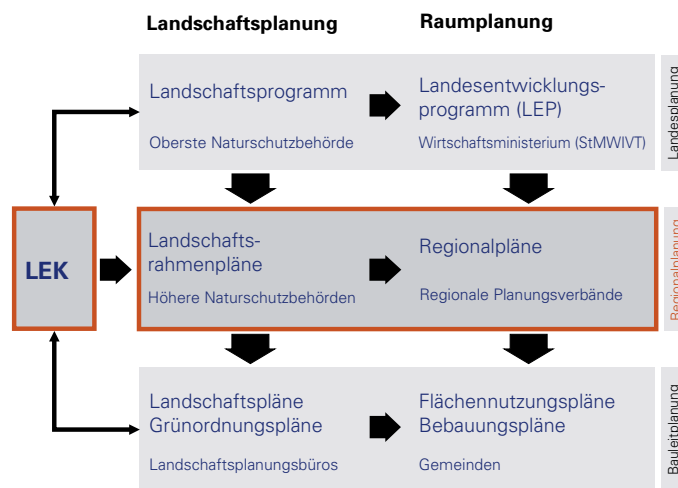 Landschaftsplanung
Raumplanung
Landschaftsprogramm
Oberste Naturschutzbehörde
Landesentwicklungs-
programm (LEP)
Wirtschaftsministerium (StMWIVT)
Landesplanung
LEK
Landschafts-
rahmenpläne
Höhere Naturschutzbehörden
Regionalpläne
Regionale Planungsverbände
Regionalplanung
Landschaftspläne
Grünordnungspläne
Landschaftsplanungsbüros
Flächennutzungspläne
Bebauungspläne
Gemeinden
Bauleitplanung